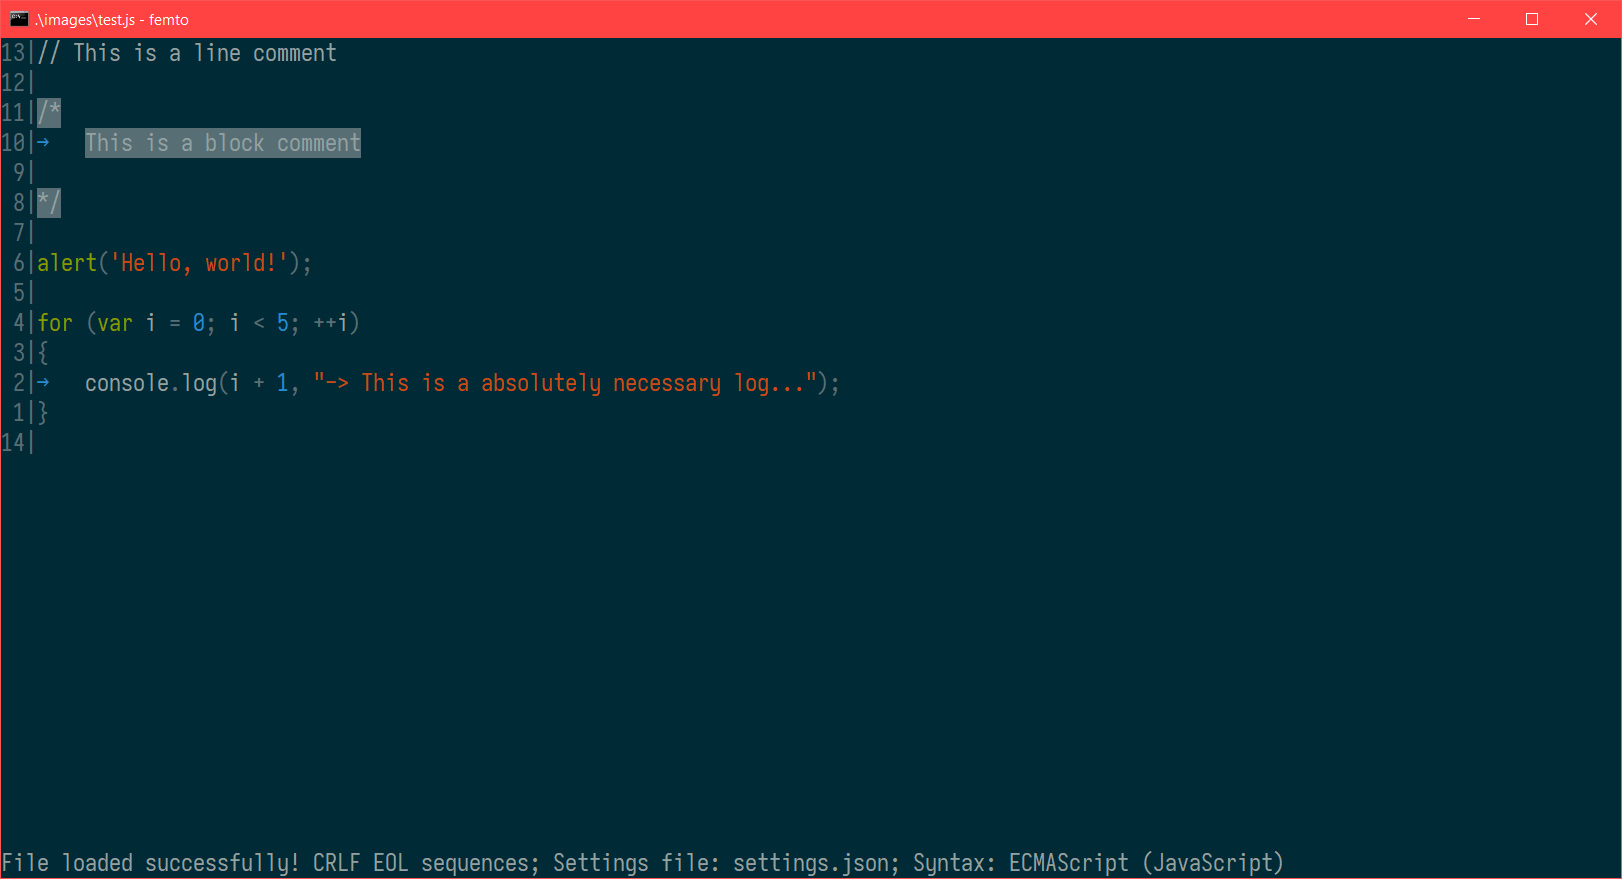 .\images\test.js - femto
13|// This is a line comment
12|
11|/*
10|→   This is a block comment
 9|
 8|*/
 7|
 6|alert('Hello, world!');
 5|
 4|for (var i = 0; i < 5; ++i)
 3|{
 2|→   console.log(i + 1, "-> This is a absolutely necessary log...");
 1|}
14|
File loaded successfully! CRLF EOL sequences; Settings file: settings.json; Syntax: ECMAScript (JavaScript)